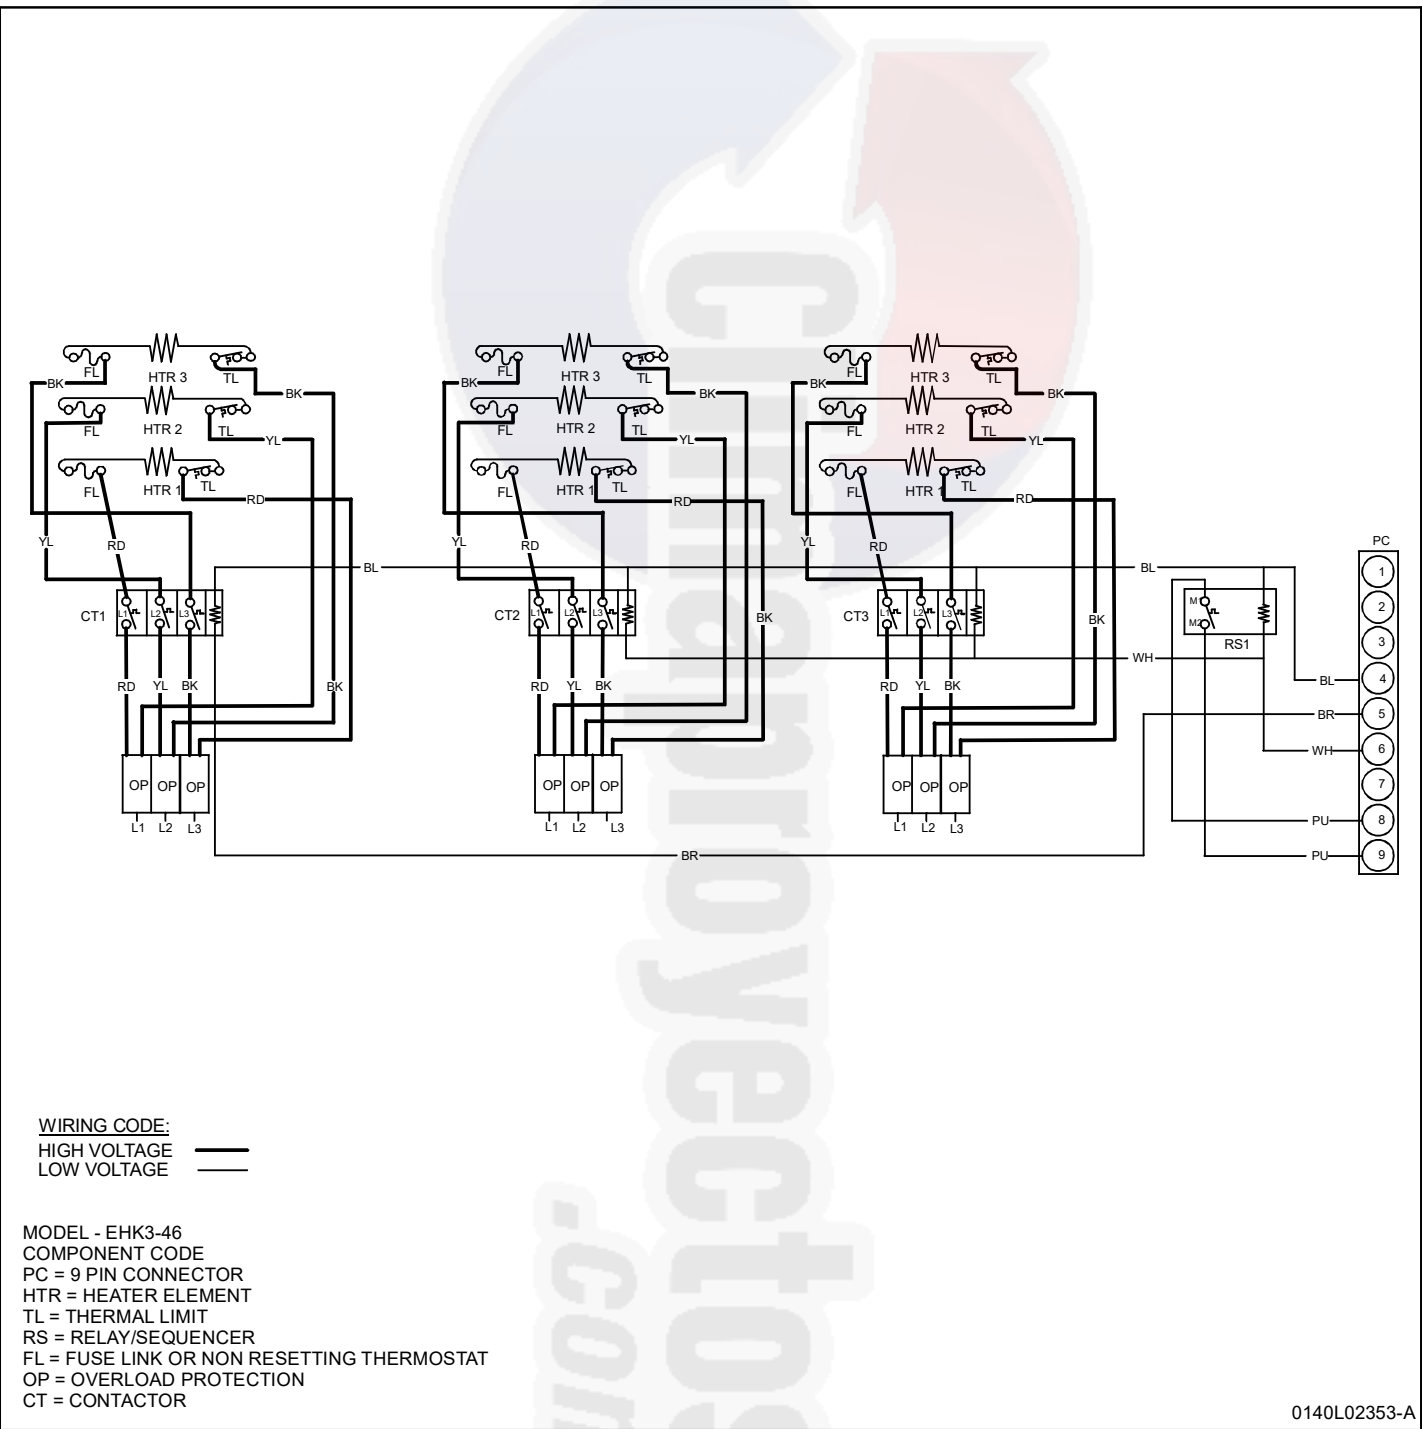 FL HTR 3 TL FL HTR 3 TL FL HTR 3 TL
BK BK BK BK BK BK
FL HTR 2 TL FL HTR 2 TL FL HTR 2 TL
YL YL YL
FL HTR 1 TL FL HTR 1 TL FL HTR 1 TL
RD RD RD
YL RD YL RD YL RD PC
BL BL 1
2
CT1 L1 L2 L3 CT2 L1 L2 L3 BK CT3 L1 L2 L3 BK M1
M2
RS1 3
WH
RD YL BK BK RD YL BK RD YL BK BL 4
BR 5
WH 6
OP OP OP OP OP OP OP OP OP 7
L1 L2 L3 L1 L2 L3 L1 L2 L3 PU 8
BR PU 9
WIRING CODE:
HIGH VOLTAGE
LOW VOLTAGE
MODEL - EHK3-46
COMPONENT CODE
PC = 9 PIN CONNECTOR
HTR = HEATER ELEMENT
TL = THERMAL LIMIT
RS = RELAY/SEQUENCER
FL = FUSE LINK OR NON RESETTING THERMOSTAT
OP = OVERLOAD PROTECTION
CT = CONTACTOR
0140L02353-A
Climaproyectos
.com